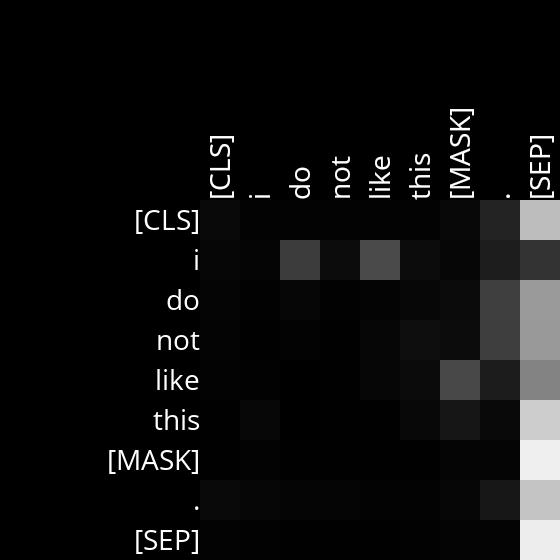 [CLS] i do not like this [MASK] . [SEP]
[CLS]
i
do
not
like
this
[MASK]
.
[SEP]